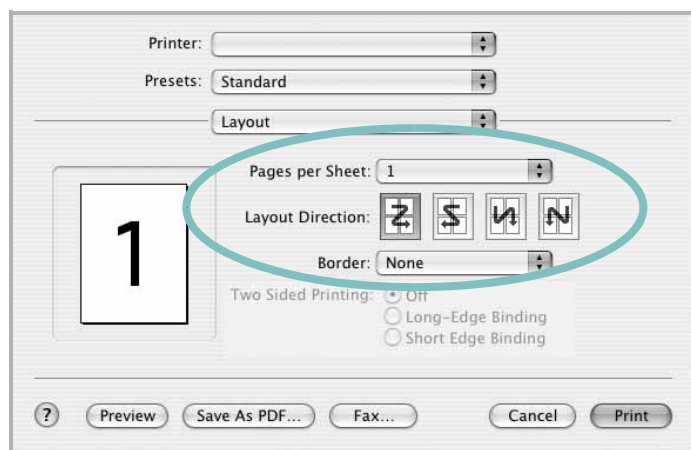 Printer:
Presets: Standard
Layout
Pages per Sheet: 1
Layout Direction:
Border: None
1
Two Sided Printing: Off
Long-Edge Binding
Short Edge Binding
? Preview Save As PDF... Fax... Cancel Print